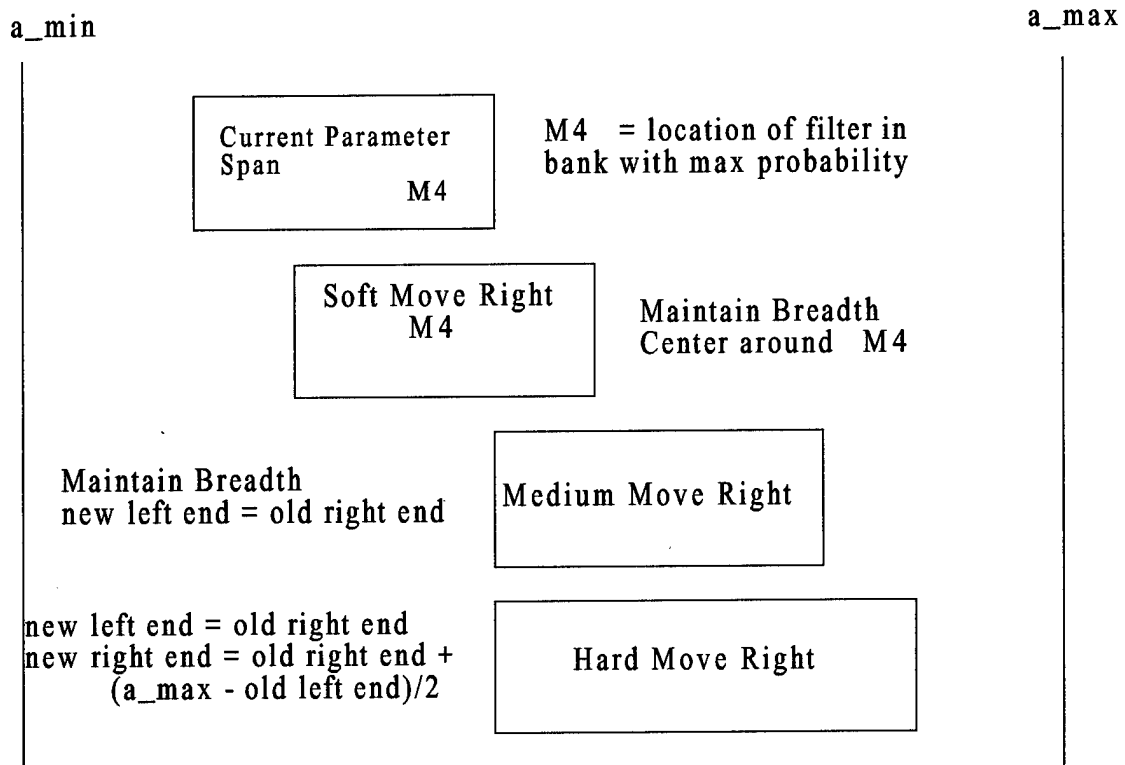 a_min
a_max
Current Parameter
Span
M4
M4 = location of filter in
bank with max probability
Soft Move Right
M4
Maintain Breadth
Center around M4
Maintain Breadth
new left end = old right end
Medium Move Right
new left end = old right end
new right end = old right end +
(a_max - old left end)/2
Hard Move Right